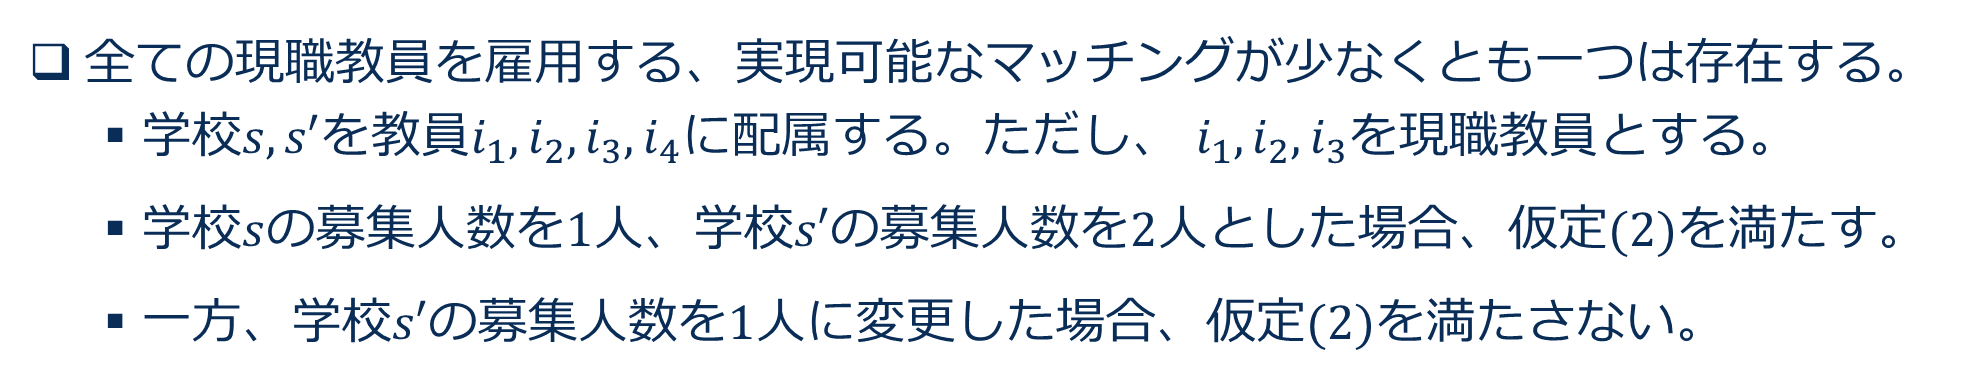 ❑ 全ての現職教員を雇用する、実現可能なマッチングが少なくとも一つは存在する。
▪ 学校s, s′を教員i₁, i₂, i₃, i₄に配属する。ただし、 i₁, i₂, i₃を現職教員とする。
▪ 学校sの募集人数を1人、学校s′の募集人数を2人とした場合、仮定(2)を満たす。
▪ 一方、学校s′の募集人数を1人に変更した場合、仮定(2)を満たさない。